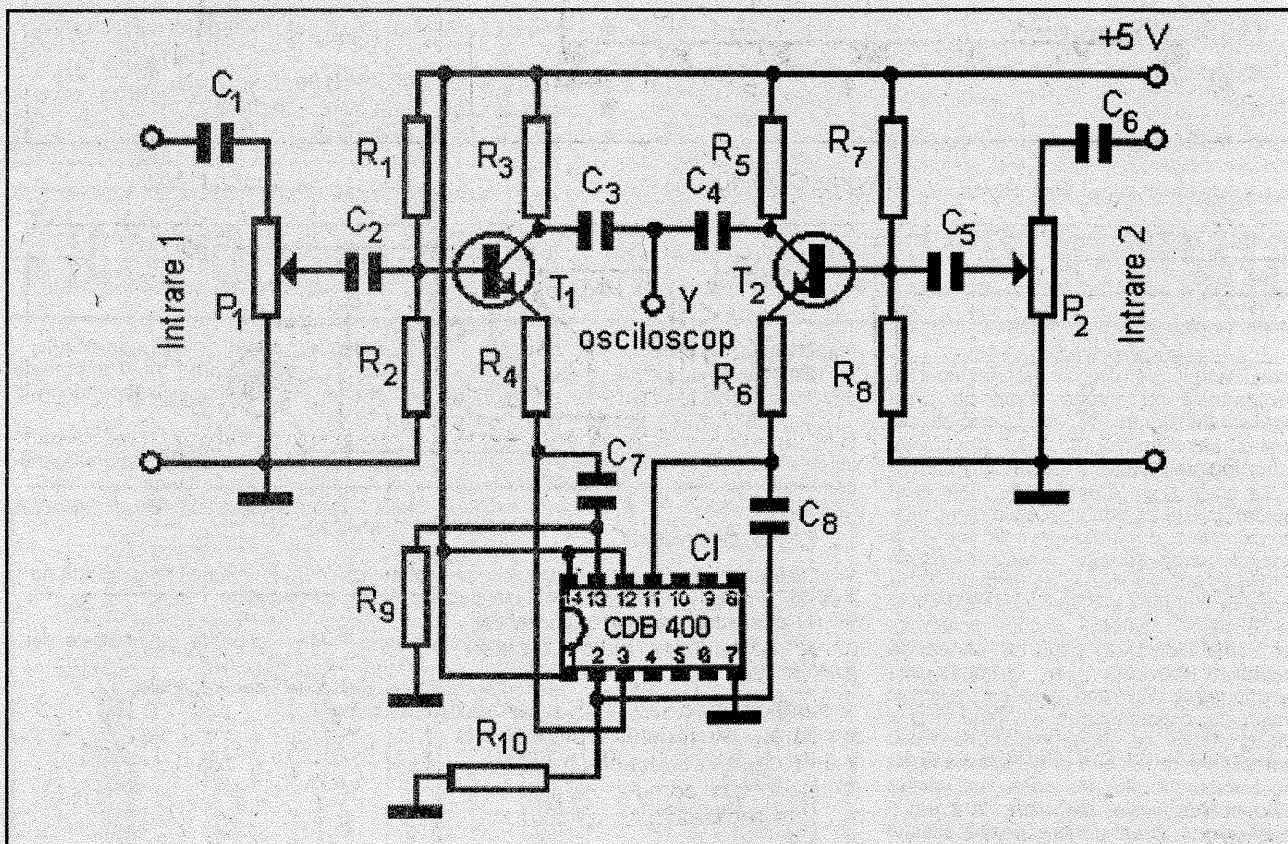 +5 V
C1
C6
R1
R3
R5
R7
C3
C4
C2
C5
Intrare 1
P1
T1
Y
T2
P2
Intrare 2
osciloscop
R2
R4
R6
R8
C7
C8
CI
R9
14 13 12 11 10 9 8
CDB 400
1 2 3 4 5 6 7
R10